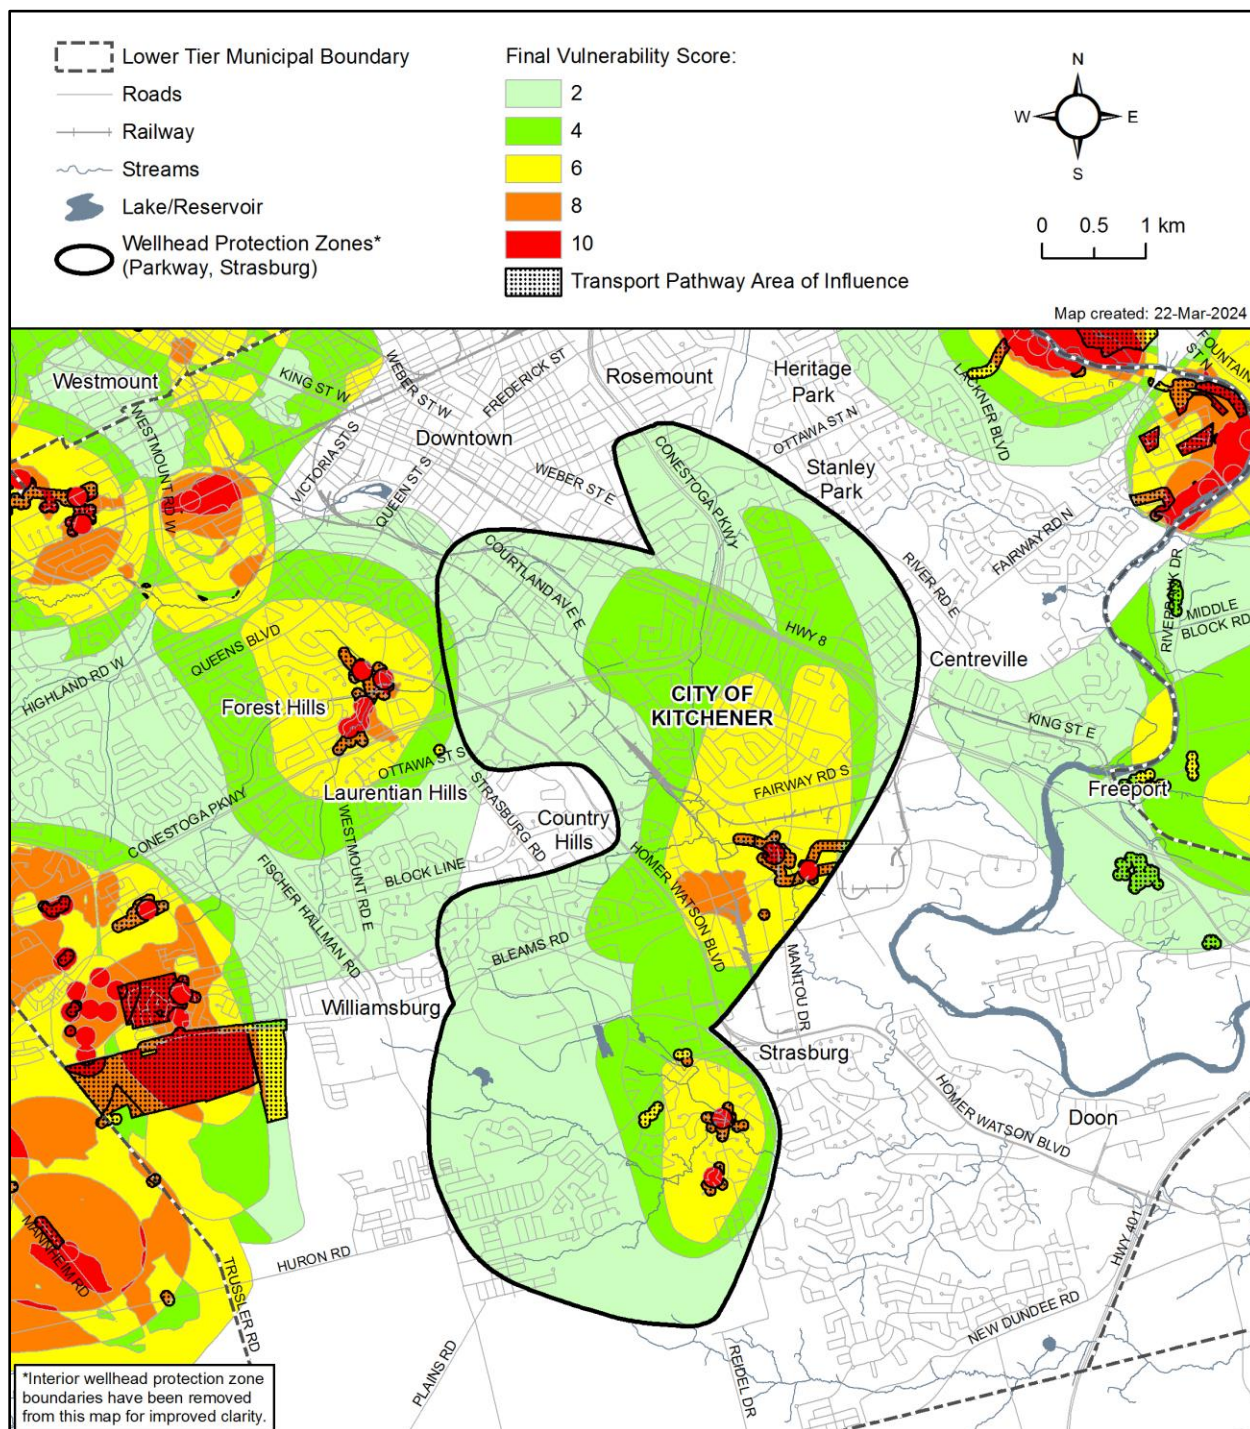 Lower Tier Municipal Boundary
Roads
Railway
Streams
Lake/Reservoir
Wellhead Protection Zones*
(Parkway, Strasburg)
Final Vulnerability Score:
2
4
6
8
10
Transport Pathway Area of Influence
N
W
E
S
0 0.5 1 km
Map created: 22-Mar-2024
Westmount
KING ST W
WEBER ST W
FREDERICK ST
Rosemount
Heritage
Park
LACKNER BLVD
FOUNTAIN
ST N
WESTMOUNT RD W
VICTORIA ST S
Downtown
QUEEN ST S
WEBER ST E
CONESTOGA PKWY
OTTAWA ST N
Stanley
Park
COURTLAND AVE E
RIVER RD E
FAIRWAY RD N
RIVERBANK DR
MIDDLE
BLOCK RD
HIGHLAND RD W
QUEENS BLVD
HWY 8
Centreville
Forest Hills
CITY OF
KITCHENER
KING ST E
OTTAWA ST S
FAIRWAY RD S
Freeport
Laurentian Hills
STRASBURG RD
Country
Hills
CONESTOGA PKWY
WESTMOUNT RD E
BLOCK LINE
HOMER WATSON BLVD
FISCHER HALLMAN RD
BLEAMS RD
MANITOU DR
Williamsburg
Strasburg
HOMER WATSON BLVD
Doon
MANNHEIM RD
TRUSSLER RD
HURON RD
HWY 401
NEW DUNDEE RD
PLAINS RD
REIDEL DR
*Interior wellhead protection zone
boundaries have been removed
from this map for improved clarity.